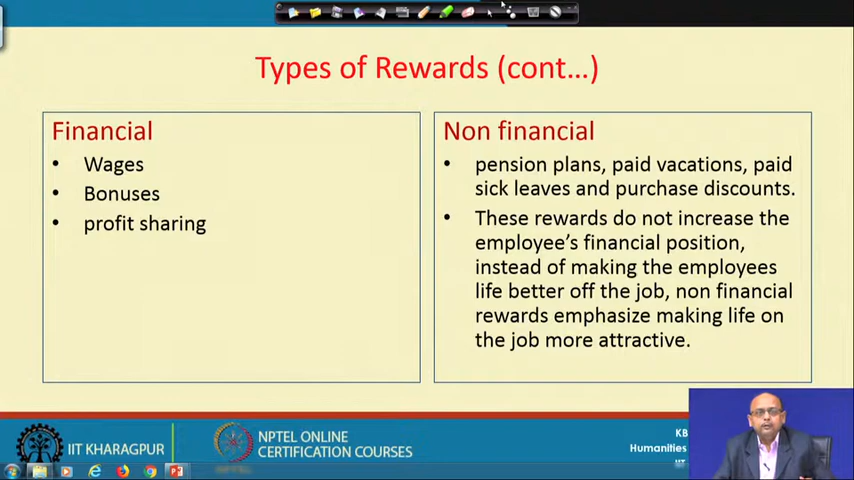 Types of Rewards (cont...)
Financial
• Wages
• Bonuses
• profit sharing
Non financial
• pension plans, paid vacations, paid
sick leaves and purchase discounts.
• These rewards do not increase the
employee's financial position,
instead of making the employees
life better off the job, non financial
rewards emphasize making life on
the job more attractive.
IIT KHARAGPUR
NPTEL ONLINE
CERTIFICATION COURSES
NPTEL
KB
Humanities
IIT